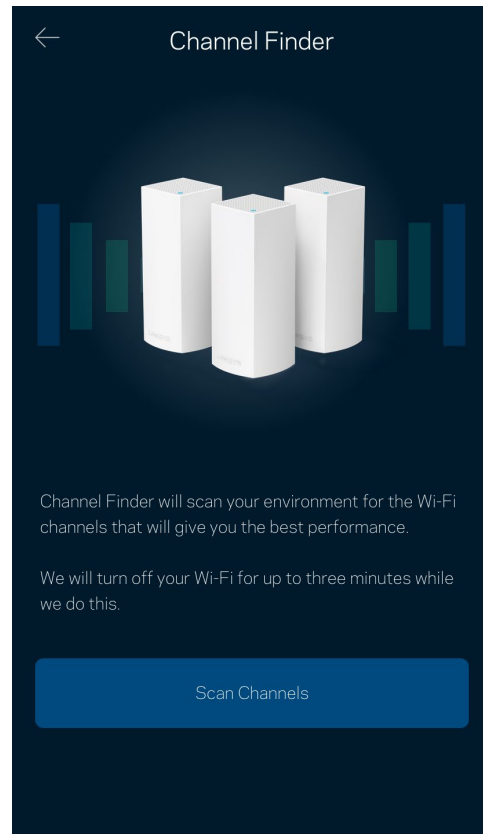 Channel Finder
Channel Finder will scan your environment for the Wi-Fi
channels that will give you the best performance.
We will turn off your Wi-Fi for up to three minutes while
we do this.
Scan Channels